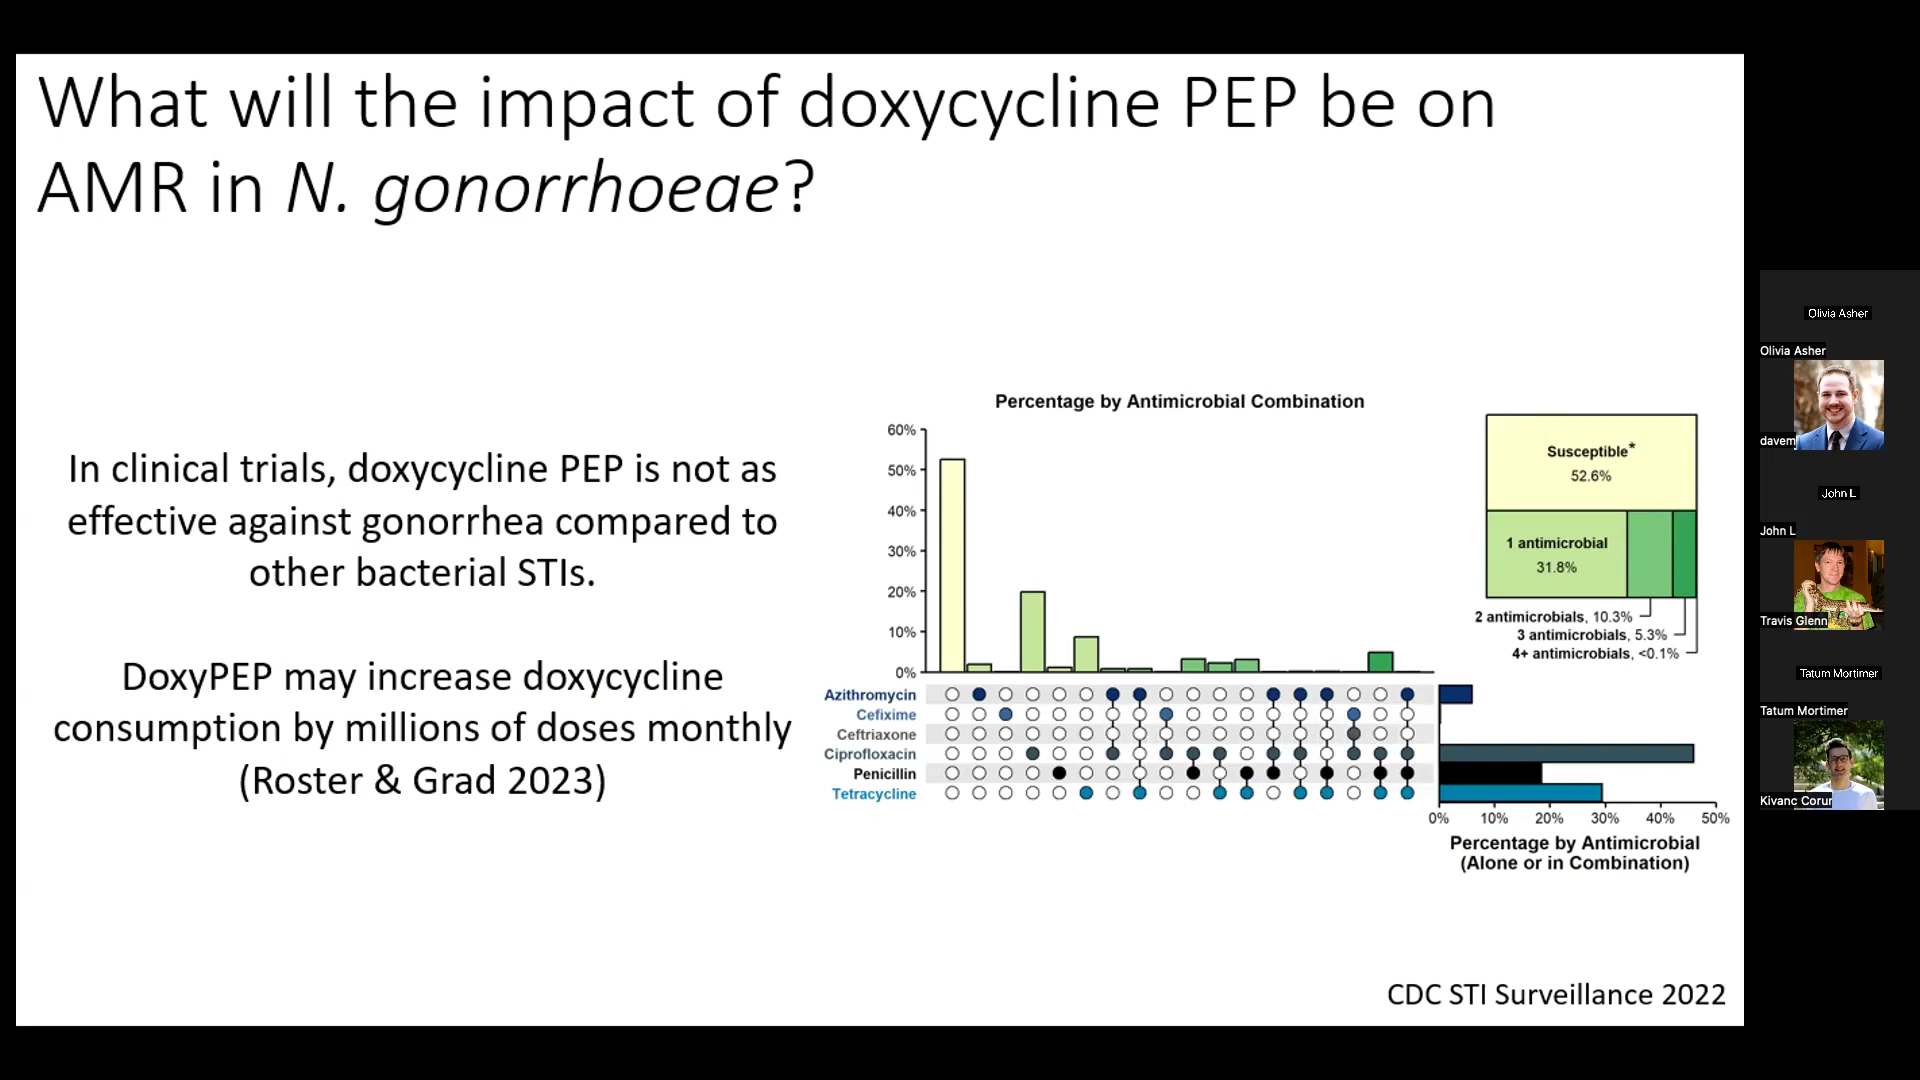 What will the impact of doxycycline PEP be on
AMR in N. gonorrhoeae?
In clinical trials, doxycycline PEP is not as
effective against gonorrhea compared to
other bacterial STIs.
DoxyPEP may increase doxycycline
consumption by millions of doses monthly
(Roster & Grad 2023)
Percentage by Antimicrobial Combination
60%
50%
40%
30%
20%
10%
0%
Azithromycin
Cefixime
Ceftriaxone
Ciprofloxacin
Penicillin
Tetracycline
Susceptible*
52.6%
1 antimicrobial
31.8%
2 antimicrobials, 10.3%
3 antimicrobials, 5.3%
4+ antimicrobials, <0.1%
0% 10% 20% 30% 40% 50%
Percentage by Antimicrobial
(Alone or in Combination)
CDC STI Surveillance 2022
Olivia Asher
Olivia Asher
davem
John L
John L
Travis Glenn
Tatum Mortimer
Tatum Mortimer
Kivanc Corur